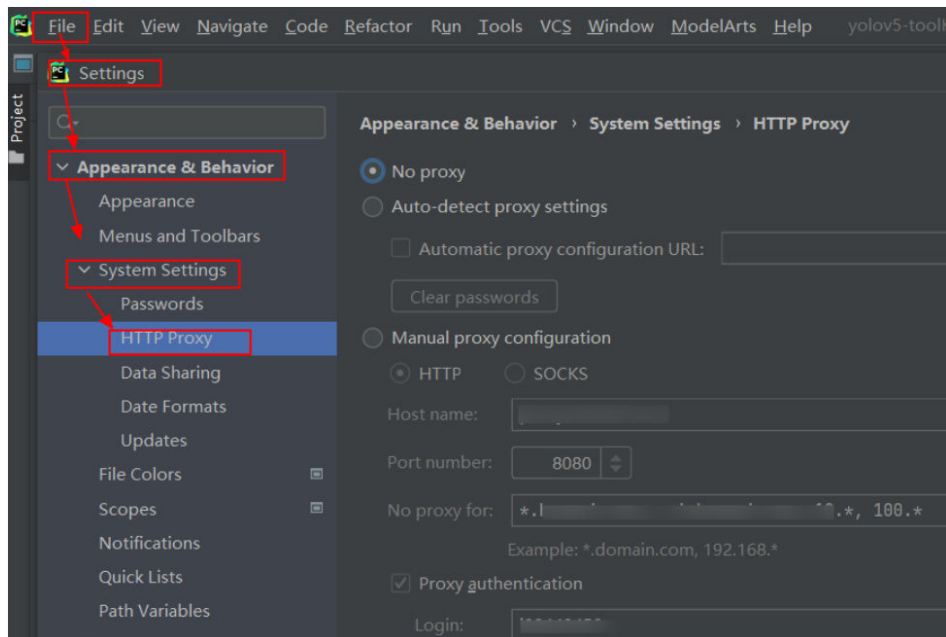 File Edit View Navigate Code Refactor Run Tools VCS Window ModelArts Help yolov5-tool
Settings
Project
Appearance & Behavior › System Settings › HTTP Proxy
Appearance & Behavior
No proxy
Appearance
Auto-detect proxy settings
Menus and Toolbars
Automatic proxy configuration URL:
System Settings
Clear passwords
Passwords
HTTP Proxy
Manual proxy configuration
Data Sharing
HTTP SOCKS
Date Formats
Host name:
Updates
Port number: 8080
File Colors
No proxy for: *. .*, 100.*
Scopes
Example: *.domain.com, 192.168.*
Notifications
Quick Lists
Proxy authentication
Path Variables
Login: